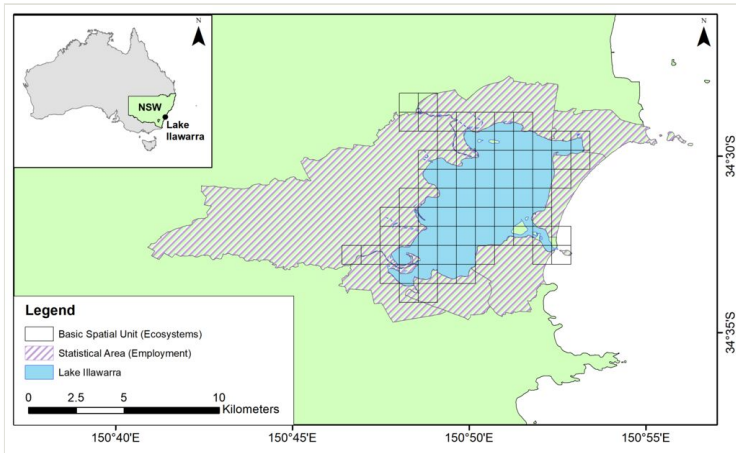 N
N
NSW
Lake
Illawarra
34°30'S
34°35'S
Legend
Basic Spatial Unit (Ecosystems)
Statistical Area (Employment)
Lake Illawarra
0 2.5 5 10
Kilometers
150°40'E 150°45'E 150°50'E 150°55'E